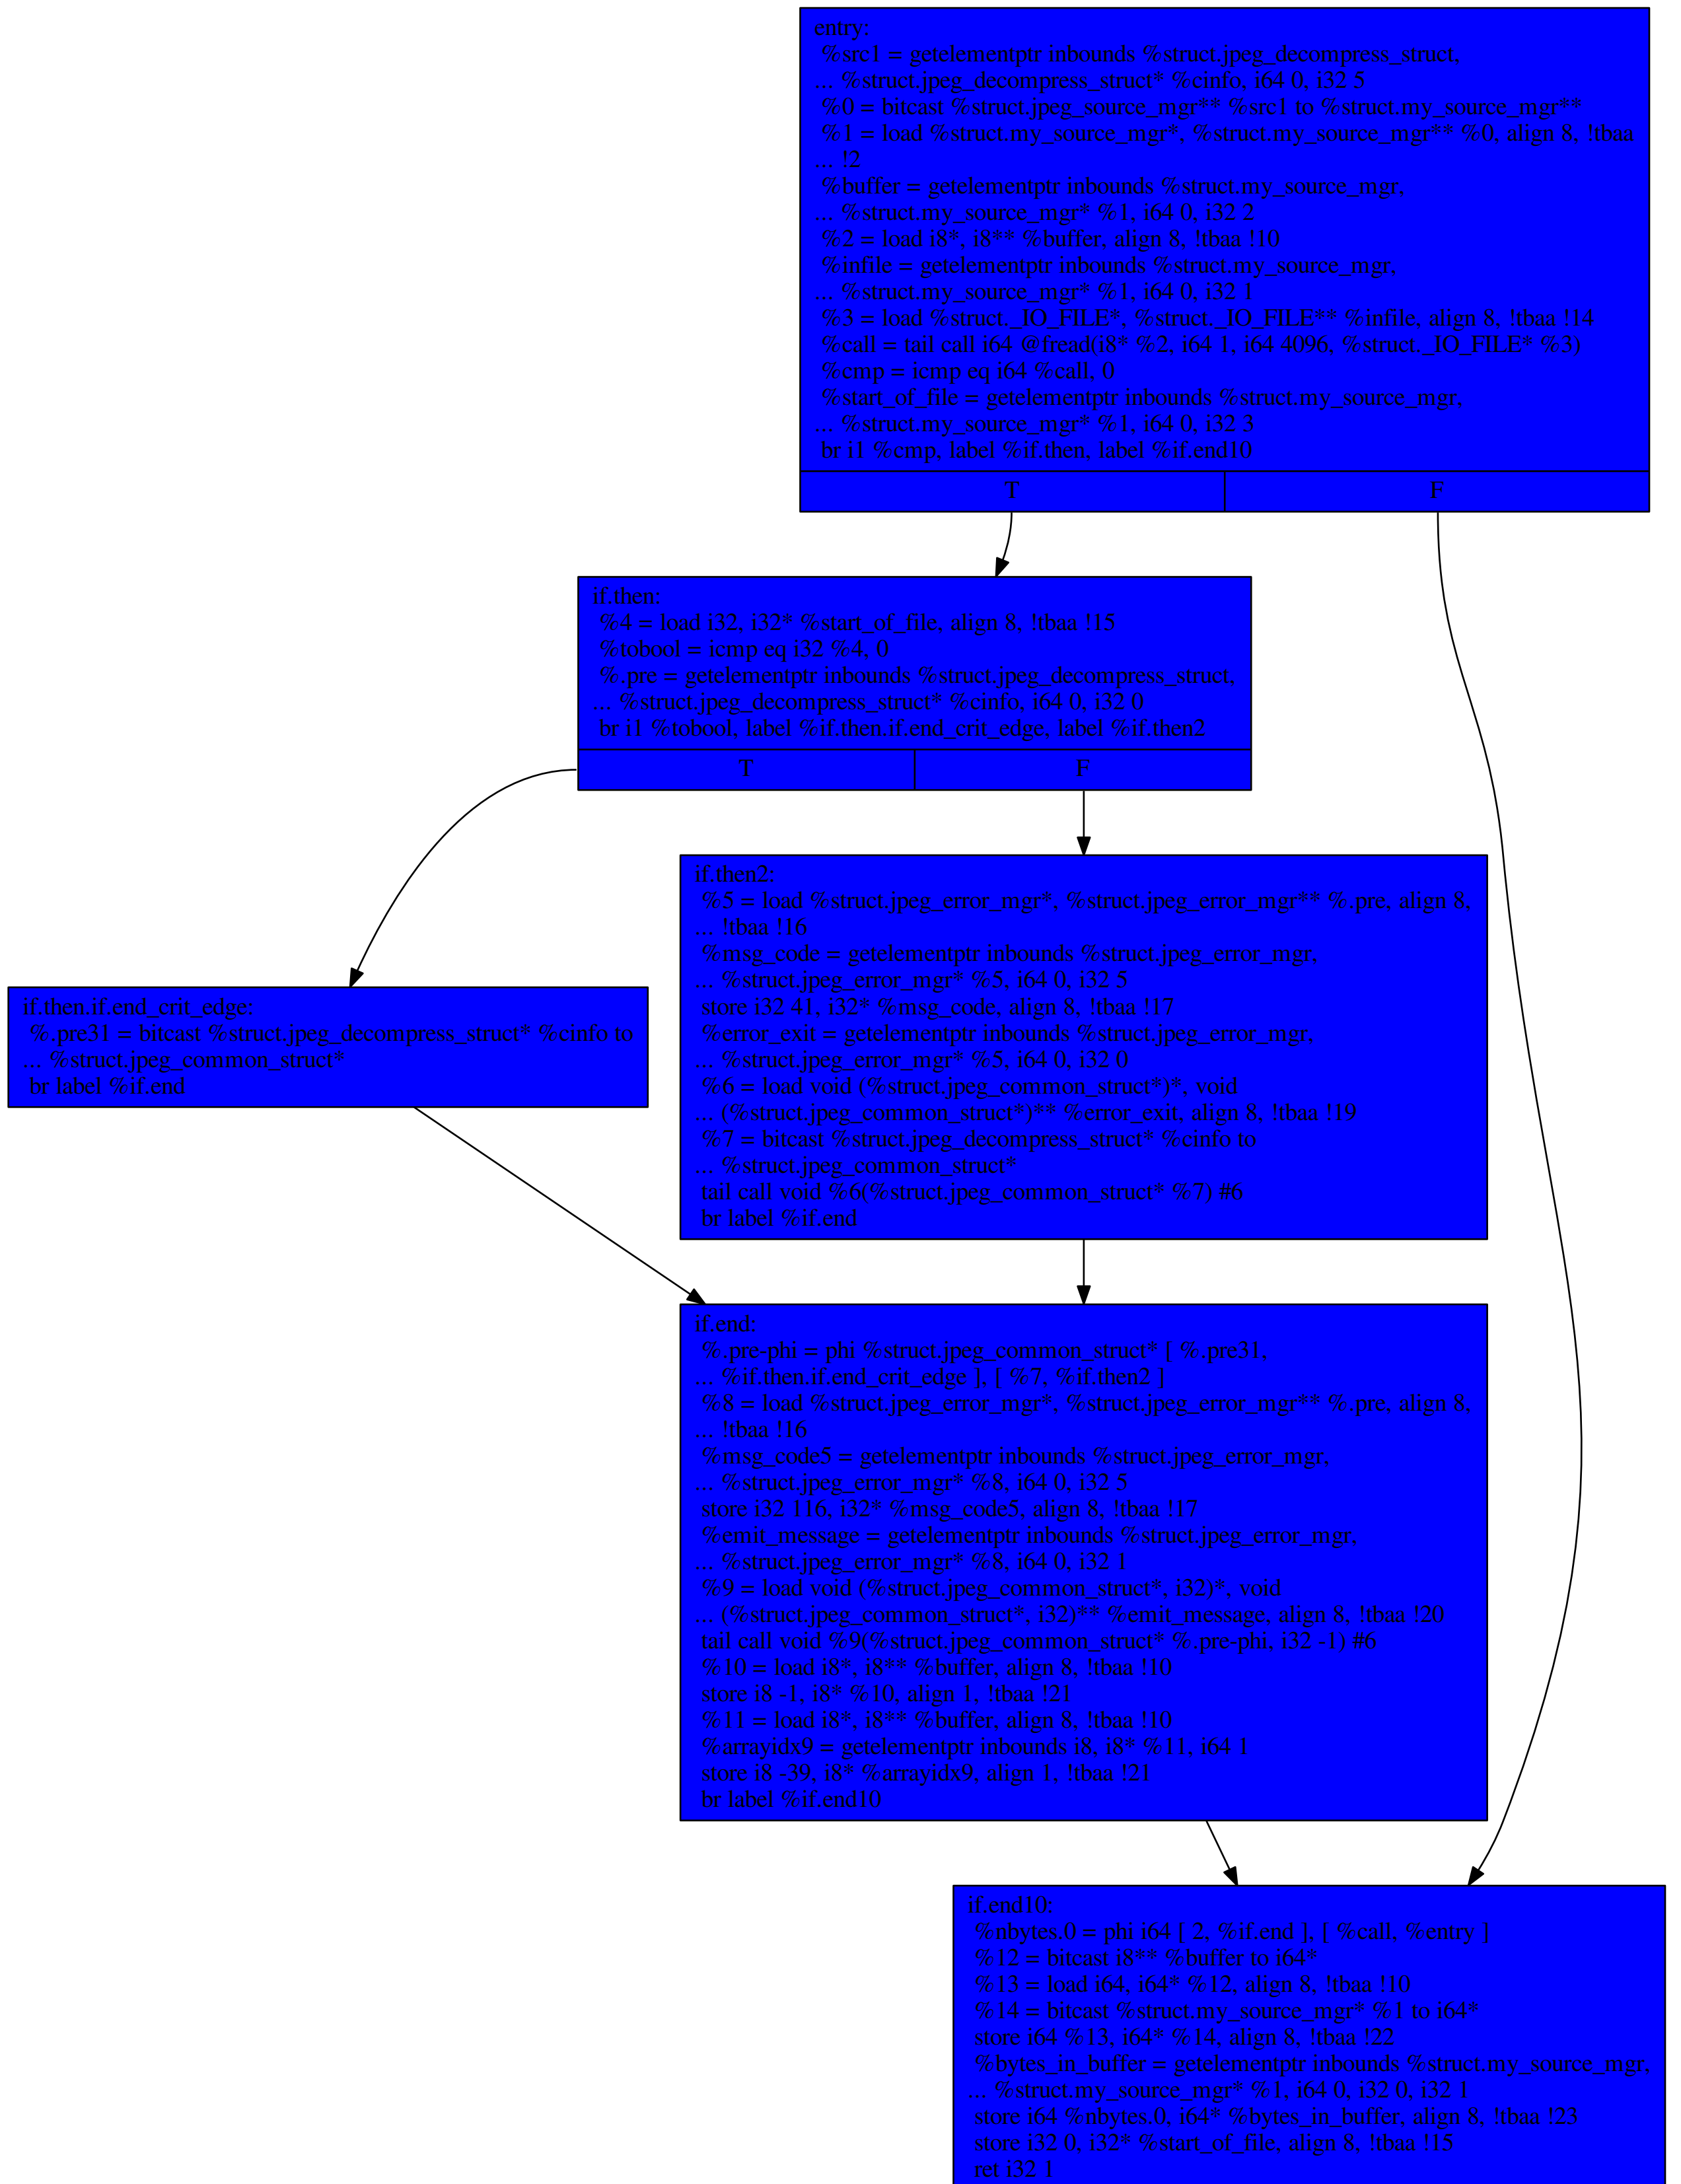 entry:
%src1 = getelementptr inbounds %struct.jpeg_decompress_struct,
... %struct.jpeg_decompress_struct* %cinfo, i64 0, i32 5
%0 = bitcast %struct.jpeg_source_mgr** %src1 to %struct.my_source_mgr**
%1 = load %struct.my_source_mgr*, %struct.my_source_mgr** %0, align 8, !tbaa
... !2
%buffer = getelementptr inbounds %struct.my_source_mgr,
... %struct.my_source_mgr* %1, i64 0, i32 2
%2 = load i8*, i8** %buffer, align 8, !tbaa !10
%infile = getelementptr inbounds %struct.my_source_mgr,
... %struct.my_source_mgr* %1, i64 0, i32 1
%3 = load %struct._IO_FILE*, %struct._IO_FILE** %infile, align 8, !tbaa !14
%call = tail call i64 @fread(i8* %2, i64 1, i64 4096, %struct._IO_FILE* %3)
%cmp = icmp eq i64 %call, 0
%start_of_file = getelementptr inbounds %struct.my_source_mgr,
... %struct.my_source_mgr* %1, i64 0, i32 3
br i1 %cmp, label %if.then, label %if.end10
T F
if.then:
%4 = load i32, i32* %start_of_file, align 8, !tbaa !15
%tobool = icmp eq i32 %4, 0
%.pre = getelementptr inbounds %struct.jpeg_decompress_struct,
... %struct.jpeg_decompress_struct* %cinfo, i64 0, i32 0
br i1 %tobool, label %if.then.if.end_crit_edge, label %if.then2
T F
if.then2:
%5 = load %struct.jpeg_error_mgr*, %struct.jpeg_error_mgr** %.pre, align 8,
... !tbaa !16
%msg_code = getelementptr inbounds %struct.jpeg_error_mgr,
... %struct.jpeg_error_mgr* %5, i64 0, i32 5
store i32 41, i32* %msg_code, align 8, !tbaa !17
%error_exit = getelementptr inbounds %struct.jpeg_error_mgr,
... %struct.jpeg_error_mgr* %5, i64 0, i32 0
%6 = load void (%struct.jpeg_common_struct*)*, void
... (%struct.jpeg_common_struct*)** %error_exit, align 8, !tbaa !19
%7 = bitcast %struct.jpeg_decompress_struct* %cinfo to
... %struct.jpeg_common_struct*
tail call void %6(%struct.jpeg_common_struct* %7) #6
br label %if.end
if.then.if.end_crit_edge:
%.pre31 = bitcast %struct.jpeg_decompress_struct* %cinfo to
... %struct.jpeg_common_struct*
br label %if.end
if.end:
%.pre-phi = phi %struct.jpeg_common_struct* [ %.pre31,
... %if.then.if.end_crit_edge ], [ %7, %if.then2 ]
%8 = load %struct.jpeg_error_mgr*, %struct.jpeg_error_mgr** %.pre, align 8,
... !tbaa !16
%msg_code5 = getelementptr inbounds %struct.jpeg_error_mgr,
... %struct.jpeg_error_mgr* %8, i64 0, i32 5
store i32 116, i32* %msg_code5, align 8, !tbaa !17
%emit_message = getelementptr inbounds %struct.jpeg_error_mgr,
... %struct.jpeg_error_mgr* %8, i64 0, i32 1
%9 = load void (%struct.jpeg_common_struct*, i32)*, void
... (%struct.jpeg_common_struct*, i32)** %emit_message, align 8, !tbaa !20
tail call void %9(%struct.jpeg_common_struct* %.pre-phi, i32 -1) #6
%10 = load i8*, i8** %buffer, align 8, !tbaa !10
store i8 -1, i8* %10, align 1, !tbaa !21
%11 = load i8*, i8** %buffer, align 8, !tbaa !10
%arrayidx9 = getelementptr inbounds i8, i8* %11, i64 1
store i8 -39, i8* %arrayidx9, align 1, !tbaa !21
br label %if.end10
if.end10:
%nbytes.0 = phi i64 [ 2, %if.end ], [ %call, %entry ]
%12 = bitcast i8** %buffer to i64*
%13 = load i64, i64* %12, align 8, !tbaa !10
%14 = bitcast %struct.my_source_mgr* %1 to i64*
store i64 %13, i64* %14, align 8, !tbaa !22
%bytes_in_buffer = getelementptr inbounds %struct.my_source_mgr,
... %struct.my_source_mgr* %1, i64 0, i32 0, i32 1
store i64 %nbytes.0, i64* %bytes_in_buffer, align 8, !tbaa !23
store i32 0, i32* %start_of_file, align 8, !tbaa !15
ret i32 1